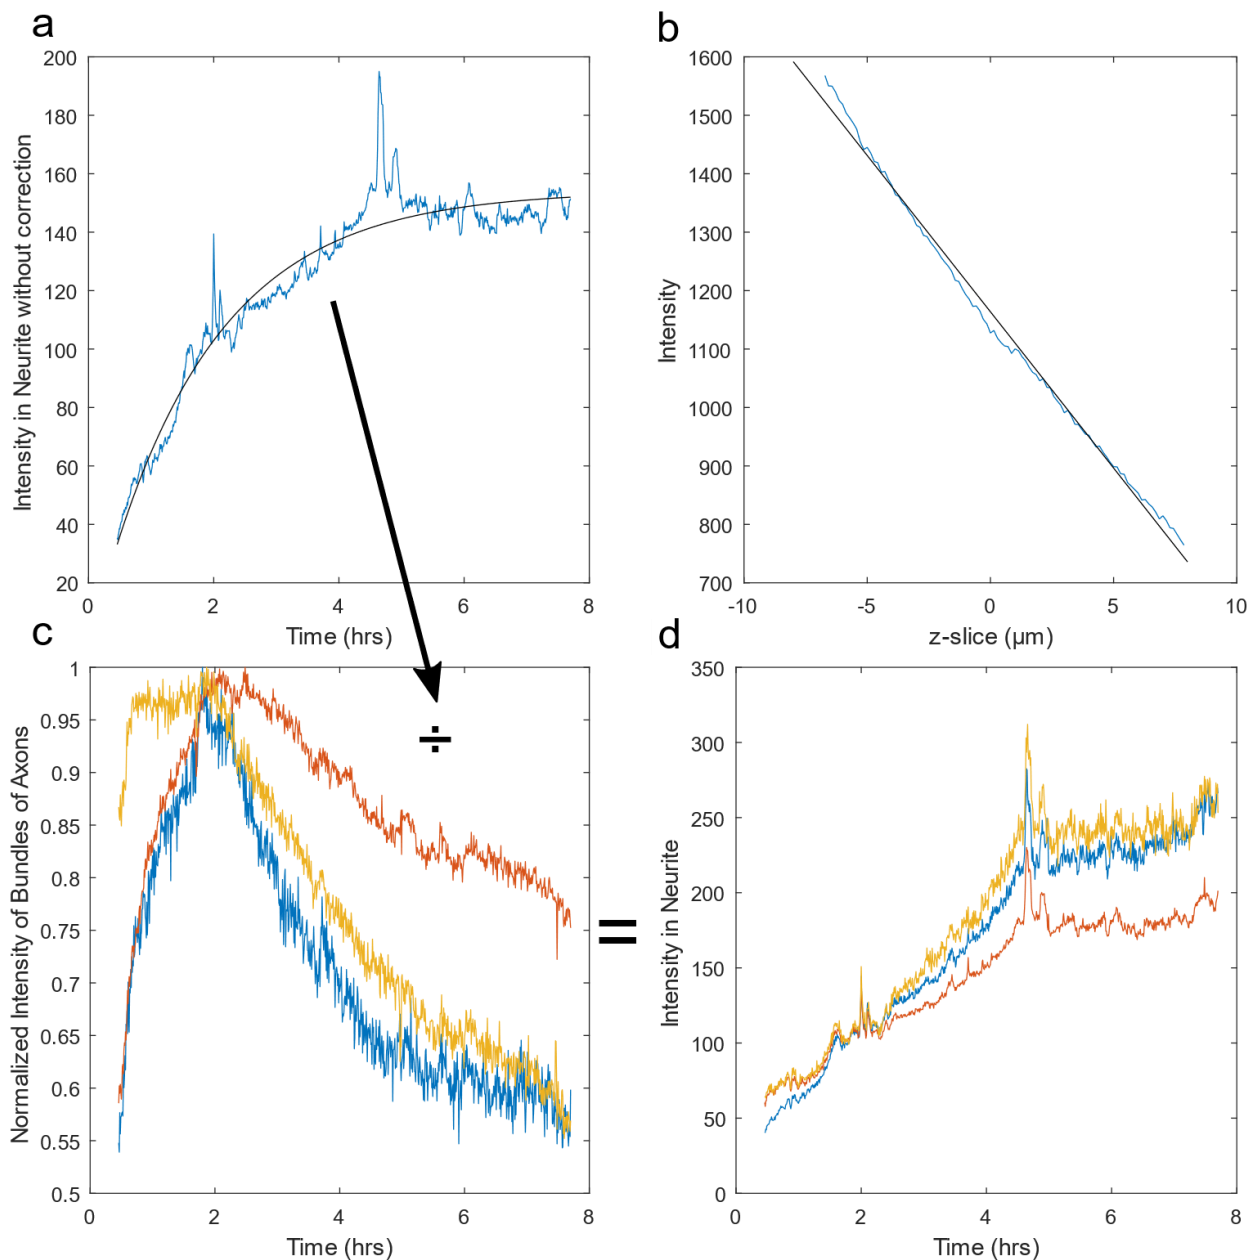 a
200
180
160
140
120
100
80
60
40
20
0 2 4 6 8
Time (hrs)
Intensity in Neurite without correction
b
1600
1500
1400
1300
1200
1100
1000
900
800
700
-10 -5 0 5 10
z-slice (µm)
Intensity
c
1
0.95
0.9
0.85
0.8
0.75
0.7
0.65
0.6
0.55
0.5
0 2 4 6 8
Time (hrs)
Normalized Intensity of Bundles of Axons
÷
=
d
350
300
250
200
150
100
50
0
0 2 4 6 8
Time (hrs)
Intensity in Neurite